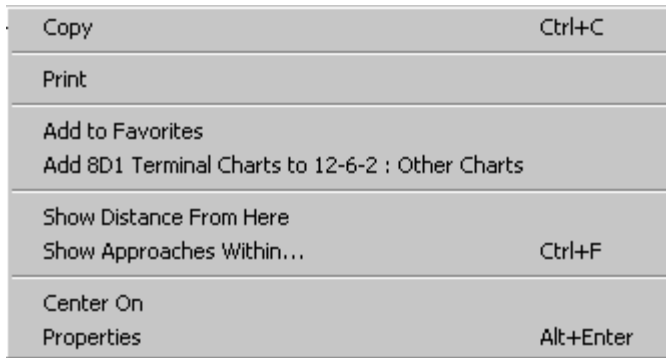 Copy Ctrl+C
Print
Add to Favorites
Add 8D1 Terminal Charts to 12-6-2 : Other Charts
Show Distance From Here
Show Approaches Within... Ctrl+F
Center On
Properties Alt+Enter